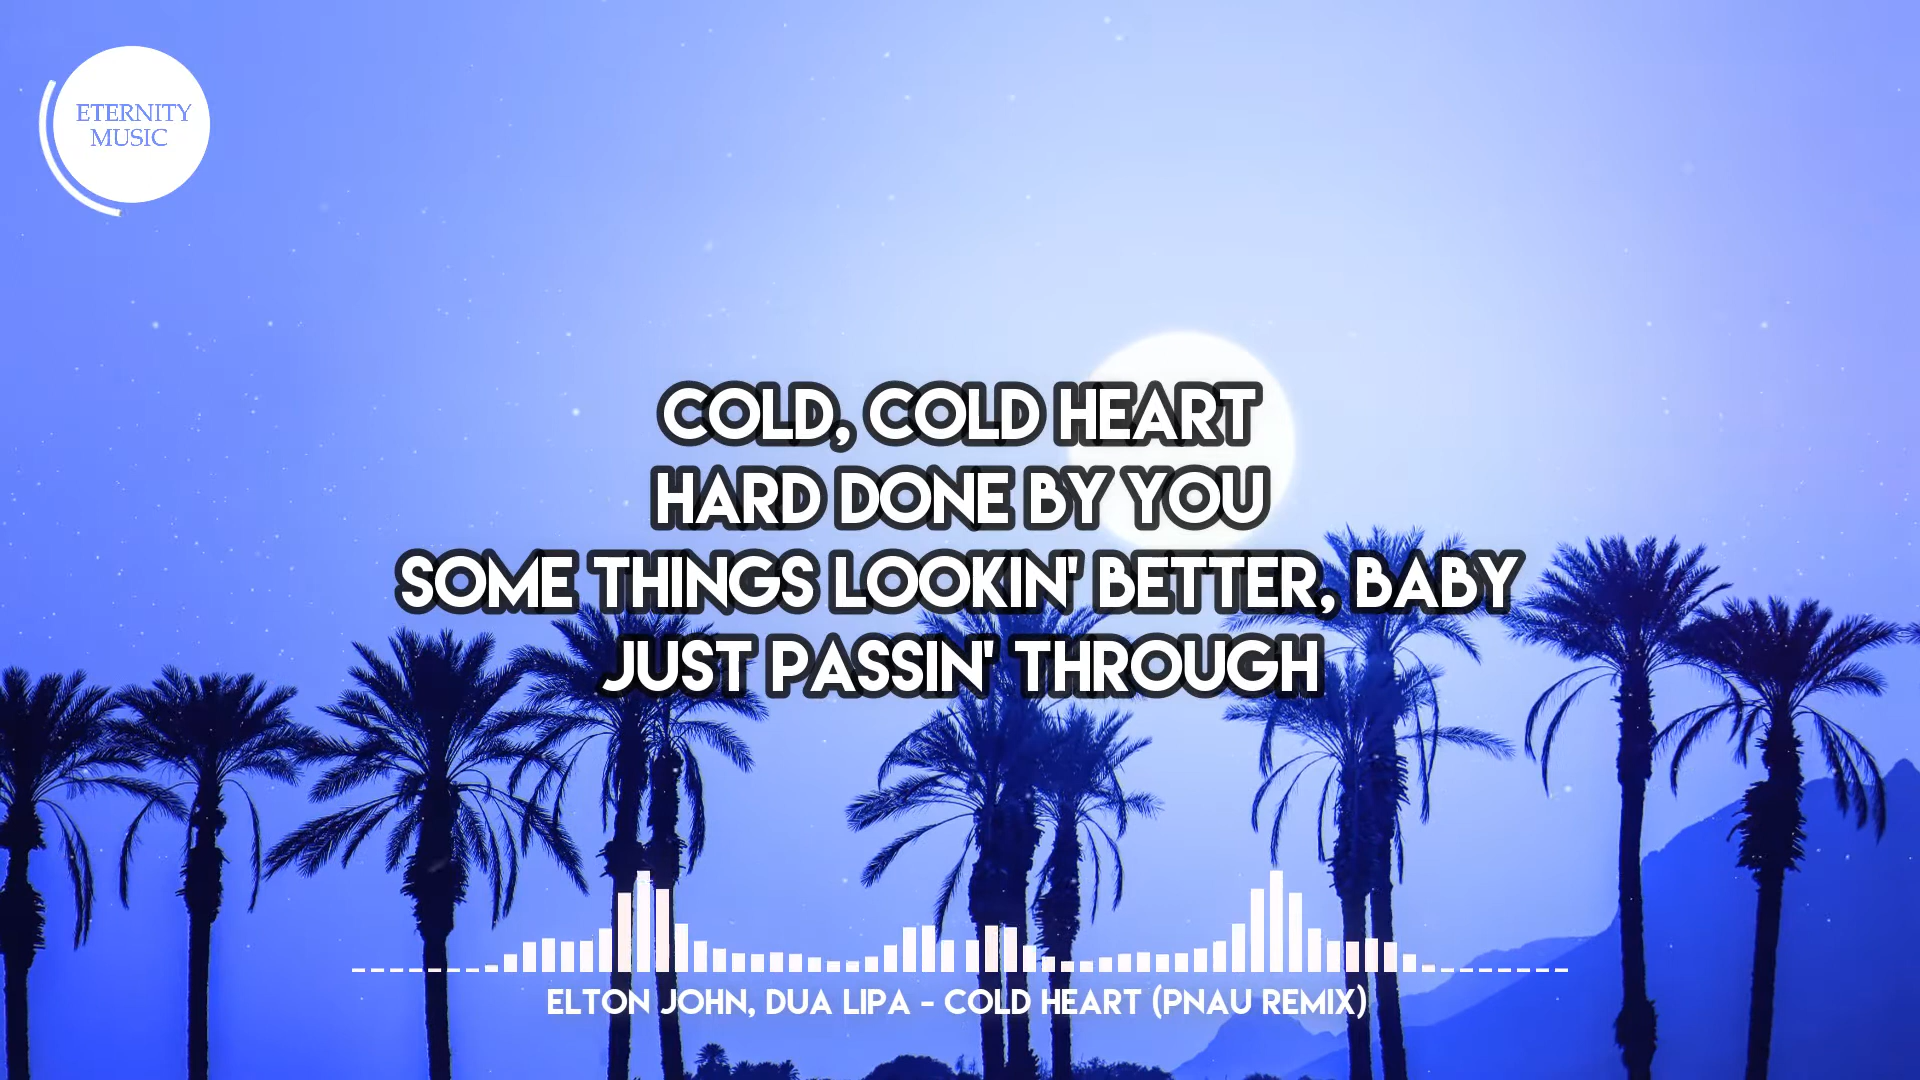 ETERNITY
MUSIC
COLD, COLD HEART
HARD DONE BY YOU
SOME THINGS LOOKIN' BETTER, BABY
JUST PASSIN' THROUGH
ELTON JOHN, DUA LIPA - COLD HEART (PNAU REMIX)